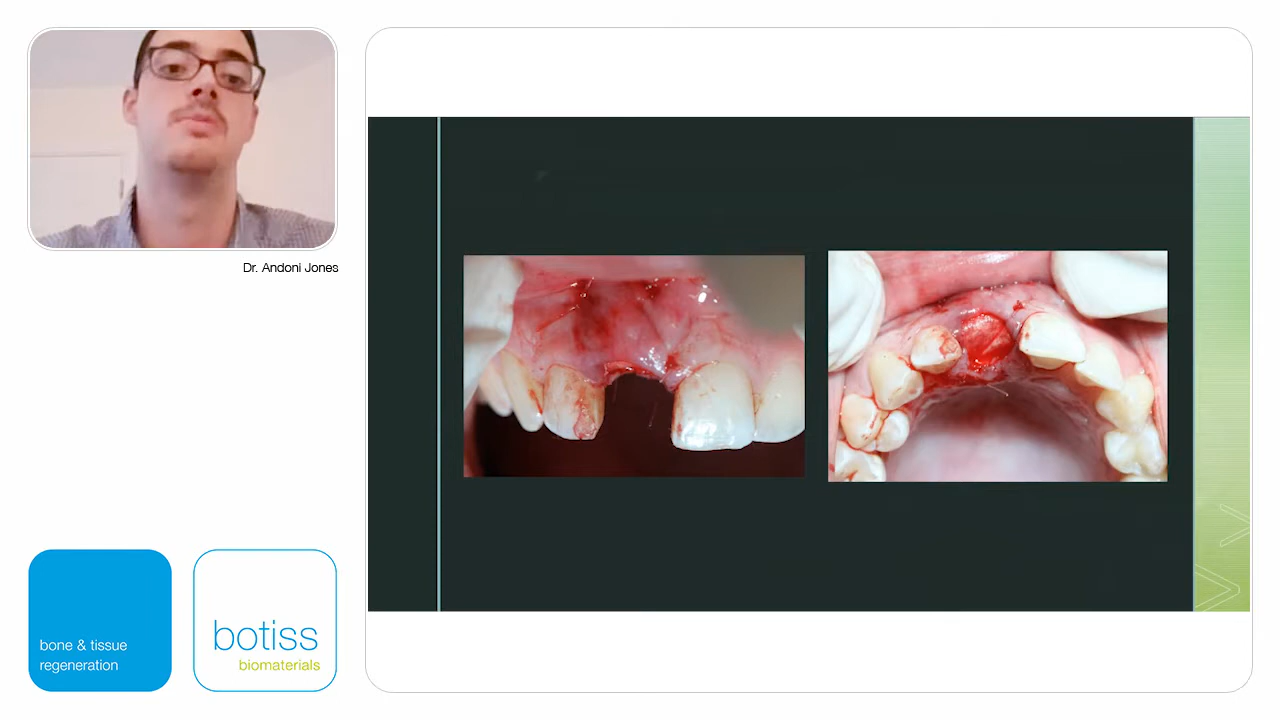 Dr. Andoni Jones
bone & tissue
regeneration
botiss
biomaterials